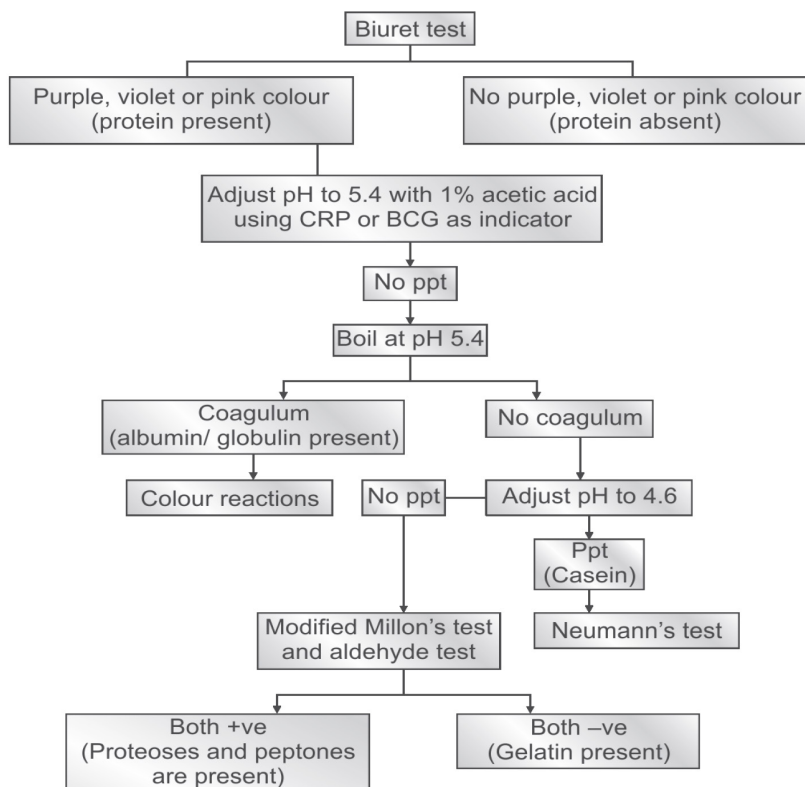 Biuret test
Purple, violet or pink colour
(protein present)
No purple, violet or pink colour
(protein absent)
Adjust pH to 5.4 with 1% acetic acid
using CRP or BCG as indicator
No ppt
Boil at pH 5.4
Coagulum
(albumin/ globulin present)
No coagulum
Colour reactions
No ppt
Adjust pH to 4.6
Ppt
(Casein)
Modified Millon's test
and aldehyde test
Neumann's test
Both +ve
(Proteoses and peptones
are present)
Both –ve
(Gelatin present)